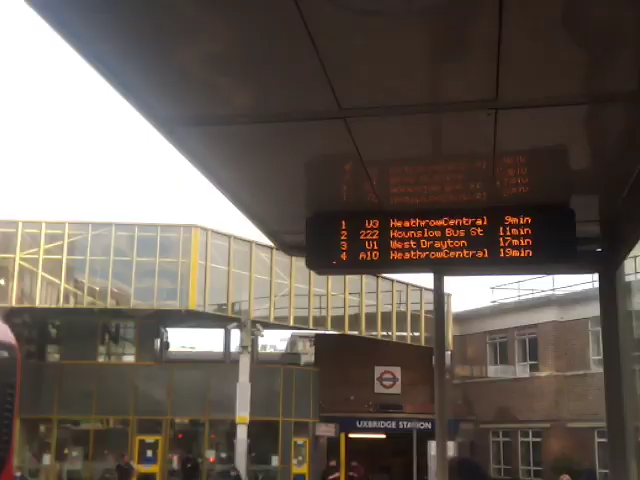 1 U3 HeathrowCentral 9min
2 222 Hounslow Bus St 11min
3 U1 West Drayton 17min
4 A10 HeathrowCentral 19min
UXBRIDGE STATION